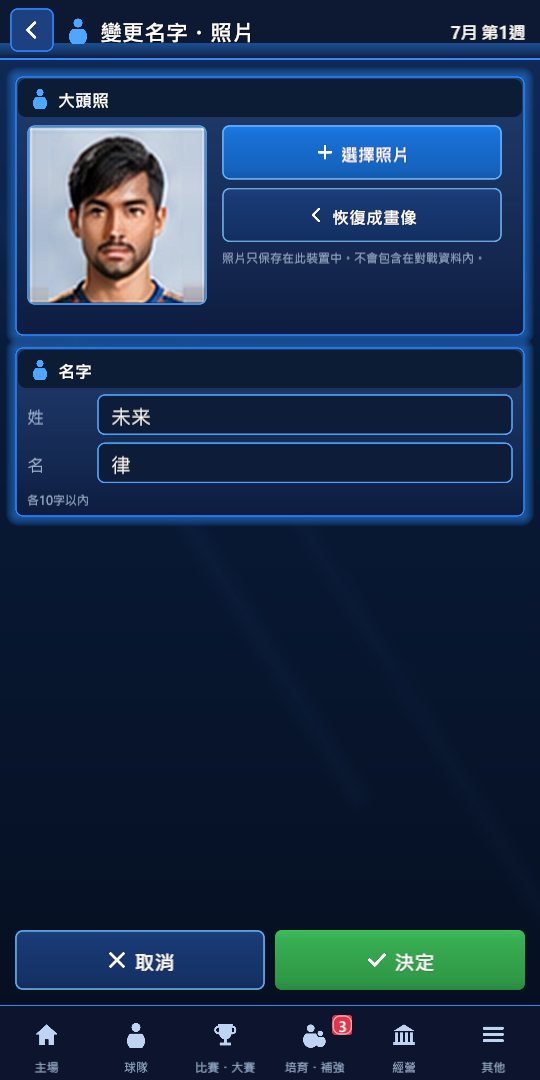 變更名字・照片
7月 第1週
大頭照
選擇照片
恢復成畫像
照片只保存在此裝置中。不會包含在對戰資料內。
名字
姓
未来
名
律
各10字以內
取消
決定
3
主場
球隊
比賽・大賽
培育・補強
經營
其他